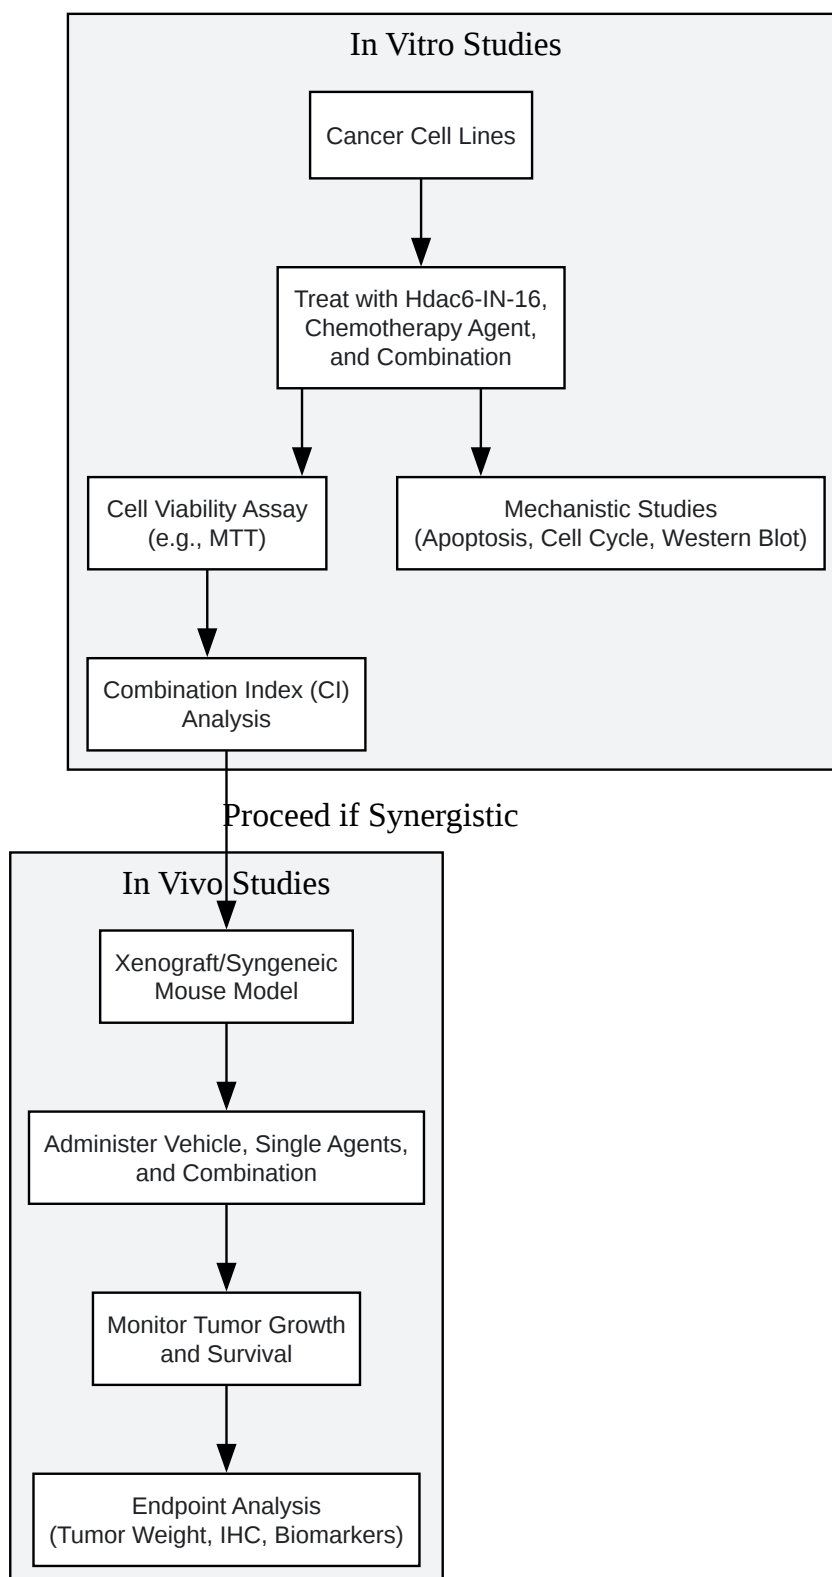 In Vitro Studies
Cancer Cell Lines
Treat with Hdac6-IN-16,
Chemotherapy Agent,
and Combination
Cell Viability Assay
(e.g., MTT)
Mechanistic Studies
(Apoptosis, Cell Cycle, Western Blot)
Combination Index (CI)
Analysis
Proceed if Synergistic
In Vivo Studies
Xenograft/Syngeneic
Mouse Model
Administer Vehicle, Single Agents,
and Combination
Monitor Tumor Growth
and Survival
Endpoint Analysis
(Tumor Weight, IHC, Biomarkers)